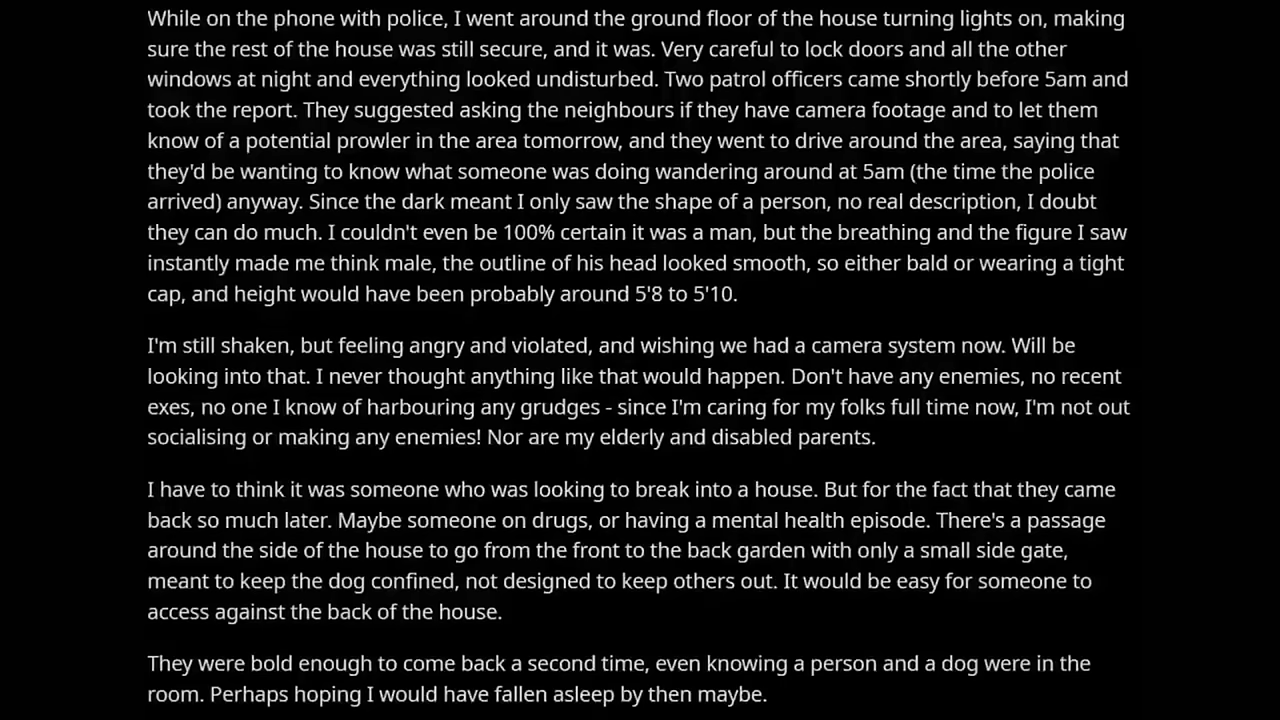 While on the phone with police, I went around the ground floor of the house turning lights on, making
sure the rest of the house was still secure, and it was. Very careful to lock doors and all the other
windows at night and everything looked undisturbed. Two patrol officers came shortly before 5am and
took the report. They suggested asking the neighbours if they have camera footage and to let them
know of a potential prowler in the area tomorrow, and they went to drive around the area, saying that
they'd be wanting to know what someone was doing wandering around at 5am (the time the police
arrived) anyway. Since the dark meant I only saw the shape of a person, no real description, I doubt
they can do much. I couldn't even be 100% certain it was a man, but the breathing and the figure I saw
instantly made me think male, the outline of his head looked smooth, so either bald or wearing a tight
cap, and height would have been probably around 5'8 to 5'10.
I'm still shaken, but feeling angry and violated, and wishing we had a camera system now. Will be
looking into that. I never thought anything like that would happen. Don't have any enemies, no recent
exes, no one I know of harbouring any grudges - since I'm caring for my folks full time now, I'm not out
socialising or making any enemies! Nor are my elderly and disabled parents.
I have to think it was someone who was looking to break into a house. But for the fact that they came
back so much later. Maybe someone on drugs, or having a mental health episode. There's a passage
around the side of the house to go from the front to the back garden with only a small side gate,
meant to keep the dog confined, not designed to keep others out. It would be easy for someone to
access against the back of the house.
They were bold enough to come back a second time, even knowing a person and a dog were in the
room. Perhaps hoping I would have fallen asleep by then maybe.